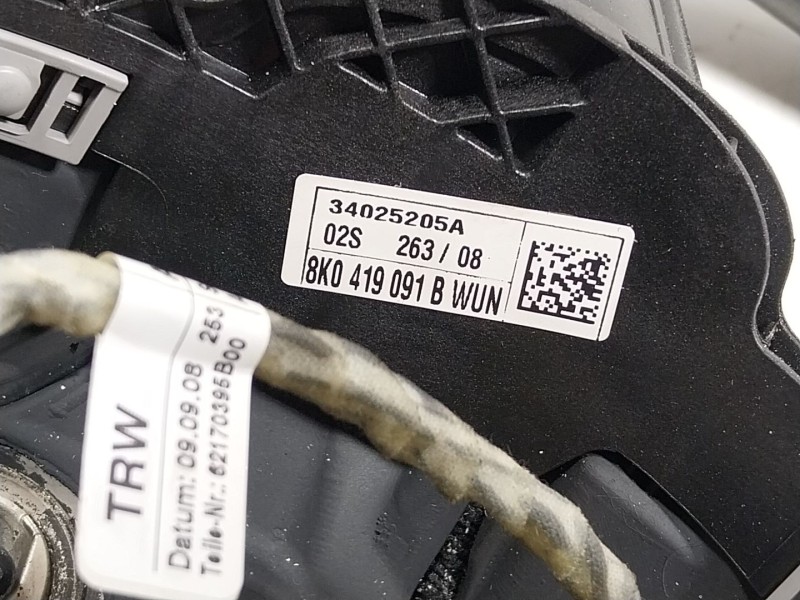 34025205A
02S 263 / 08
8K0 419 091 B WUN
TRW
Datum: 09.09.08 253
Teile-Nr.: 62170395B00